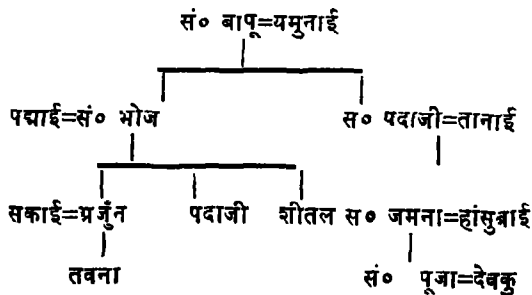 सं० बापू=यमुनाई
पद्माई=सं० भोज स० पदाजी=तानाई
सकाई=प्रर्जुन पदाजी शीतल स० जमना=हांसुबाई
तवना
सं० पूजा=देवकु